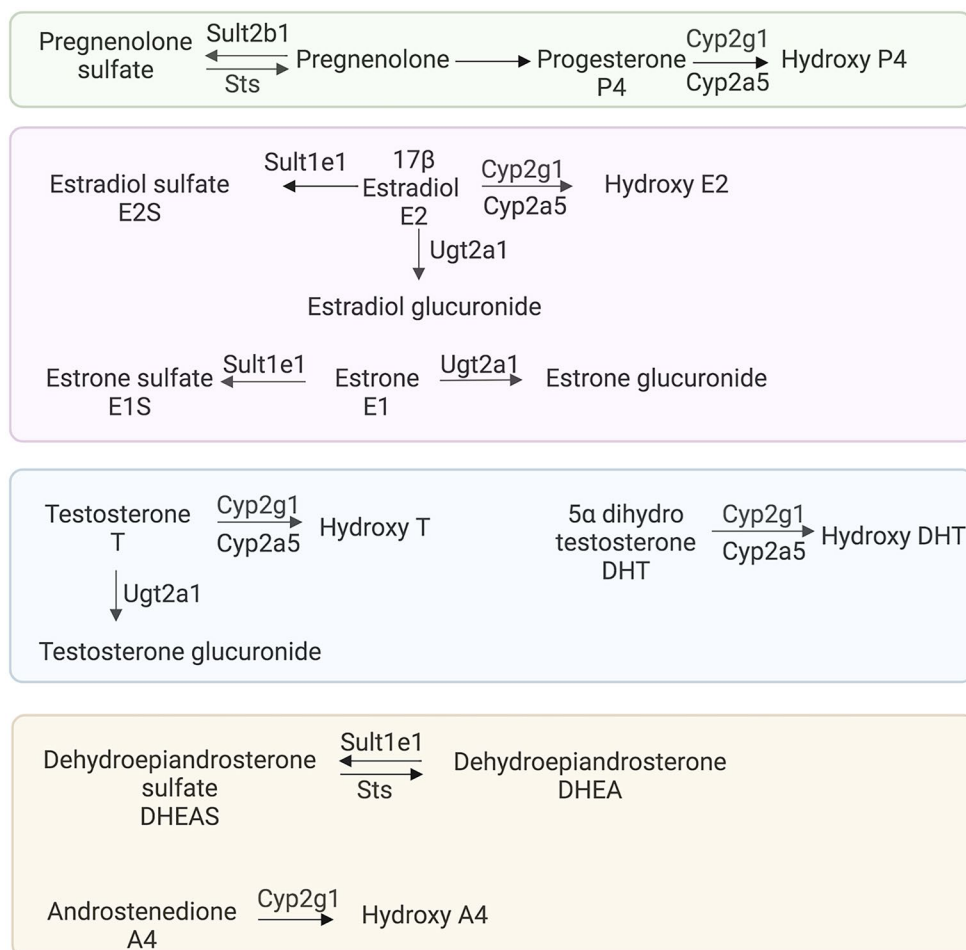 Pregnenolone
sulfate
Sult2b1
Sts
Pregnenolone
Progesterone
P4
Cyp2g1
Cyp2a5
Hydroxy P4
Estradiol sulfate
E2S
Sult1e1
17β
Estradiol
E2
Cyp2g1
Cyp2a5
Hydroxy E2
Ugt2a1
Estradiol glucuronide
Estrone sulfate
E1S
Sult1e1
Estrone
E1
Ugt2a1
Estrone glucuronide
Testosterone
T
Cyp2g1
Cyp2a5
Hydroxy T
Ugt2a1
Testosterone glucuronide
5α dihydro
testosterone
DHT
Cyp2g1
Cyp2a5
Hydroxy DHT
Dehydroepiandrosterone
sulfate
DHEAS
Sult1e1
Sts
Dehydroepiandrosterone
DHEA
Androstenedione
A4
Cyp2g1
Hydroxy A4